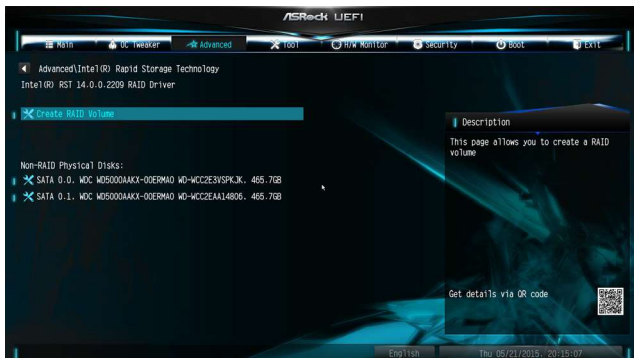 ASRock UEFI
Main
OC Tweaker
Advanced
Tool
H/W Monitor
Security
Boot
Exit
Advanced\Intel(R) Rapid Storage Technology
Intel(R) RST 14.0.0.2209 RAID Driver
Create RAID Volume
Non-RAID Physical Disks:
SATA 0.0. WDC WD5000AAKX-00ERMA0 WD-WCC2E3VSPKJK. 465.7GB
SATA 0.1. WDC WD5000AAKX-00ERMA0 WD-WCC2EAA14806. 465.7GB
Description
This page allows you to create a RAID
volume
Get details via QR code
English
Thu 05/21/2015. 20:15:07